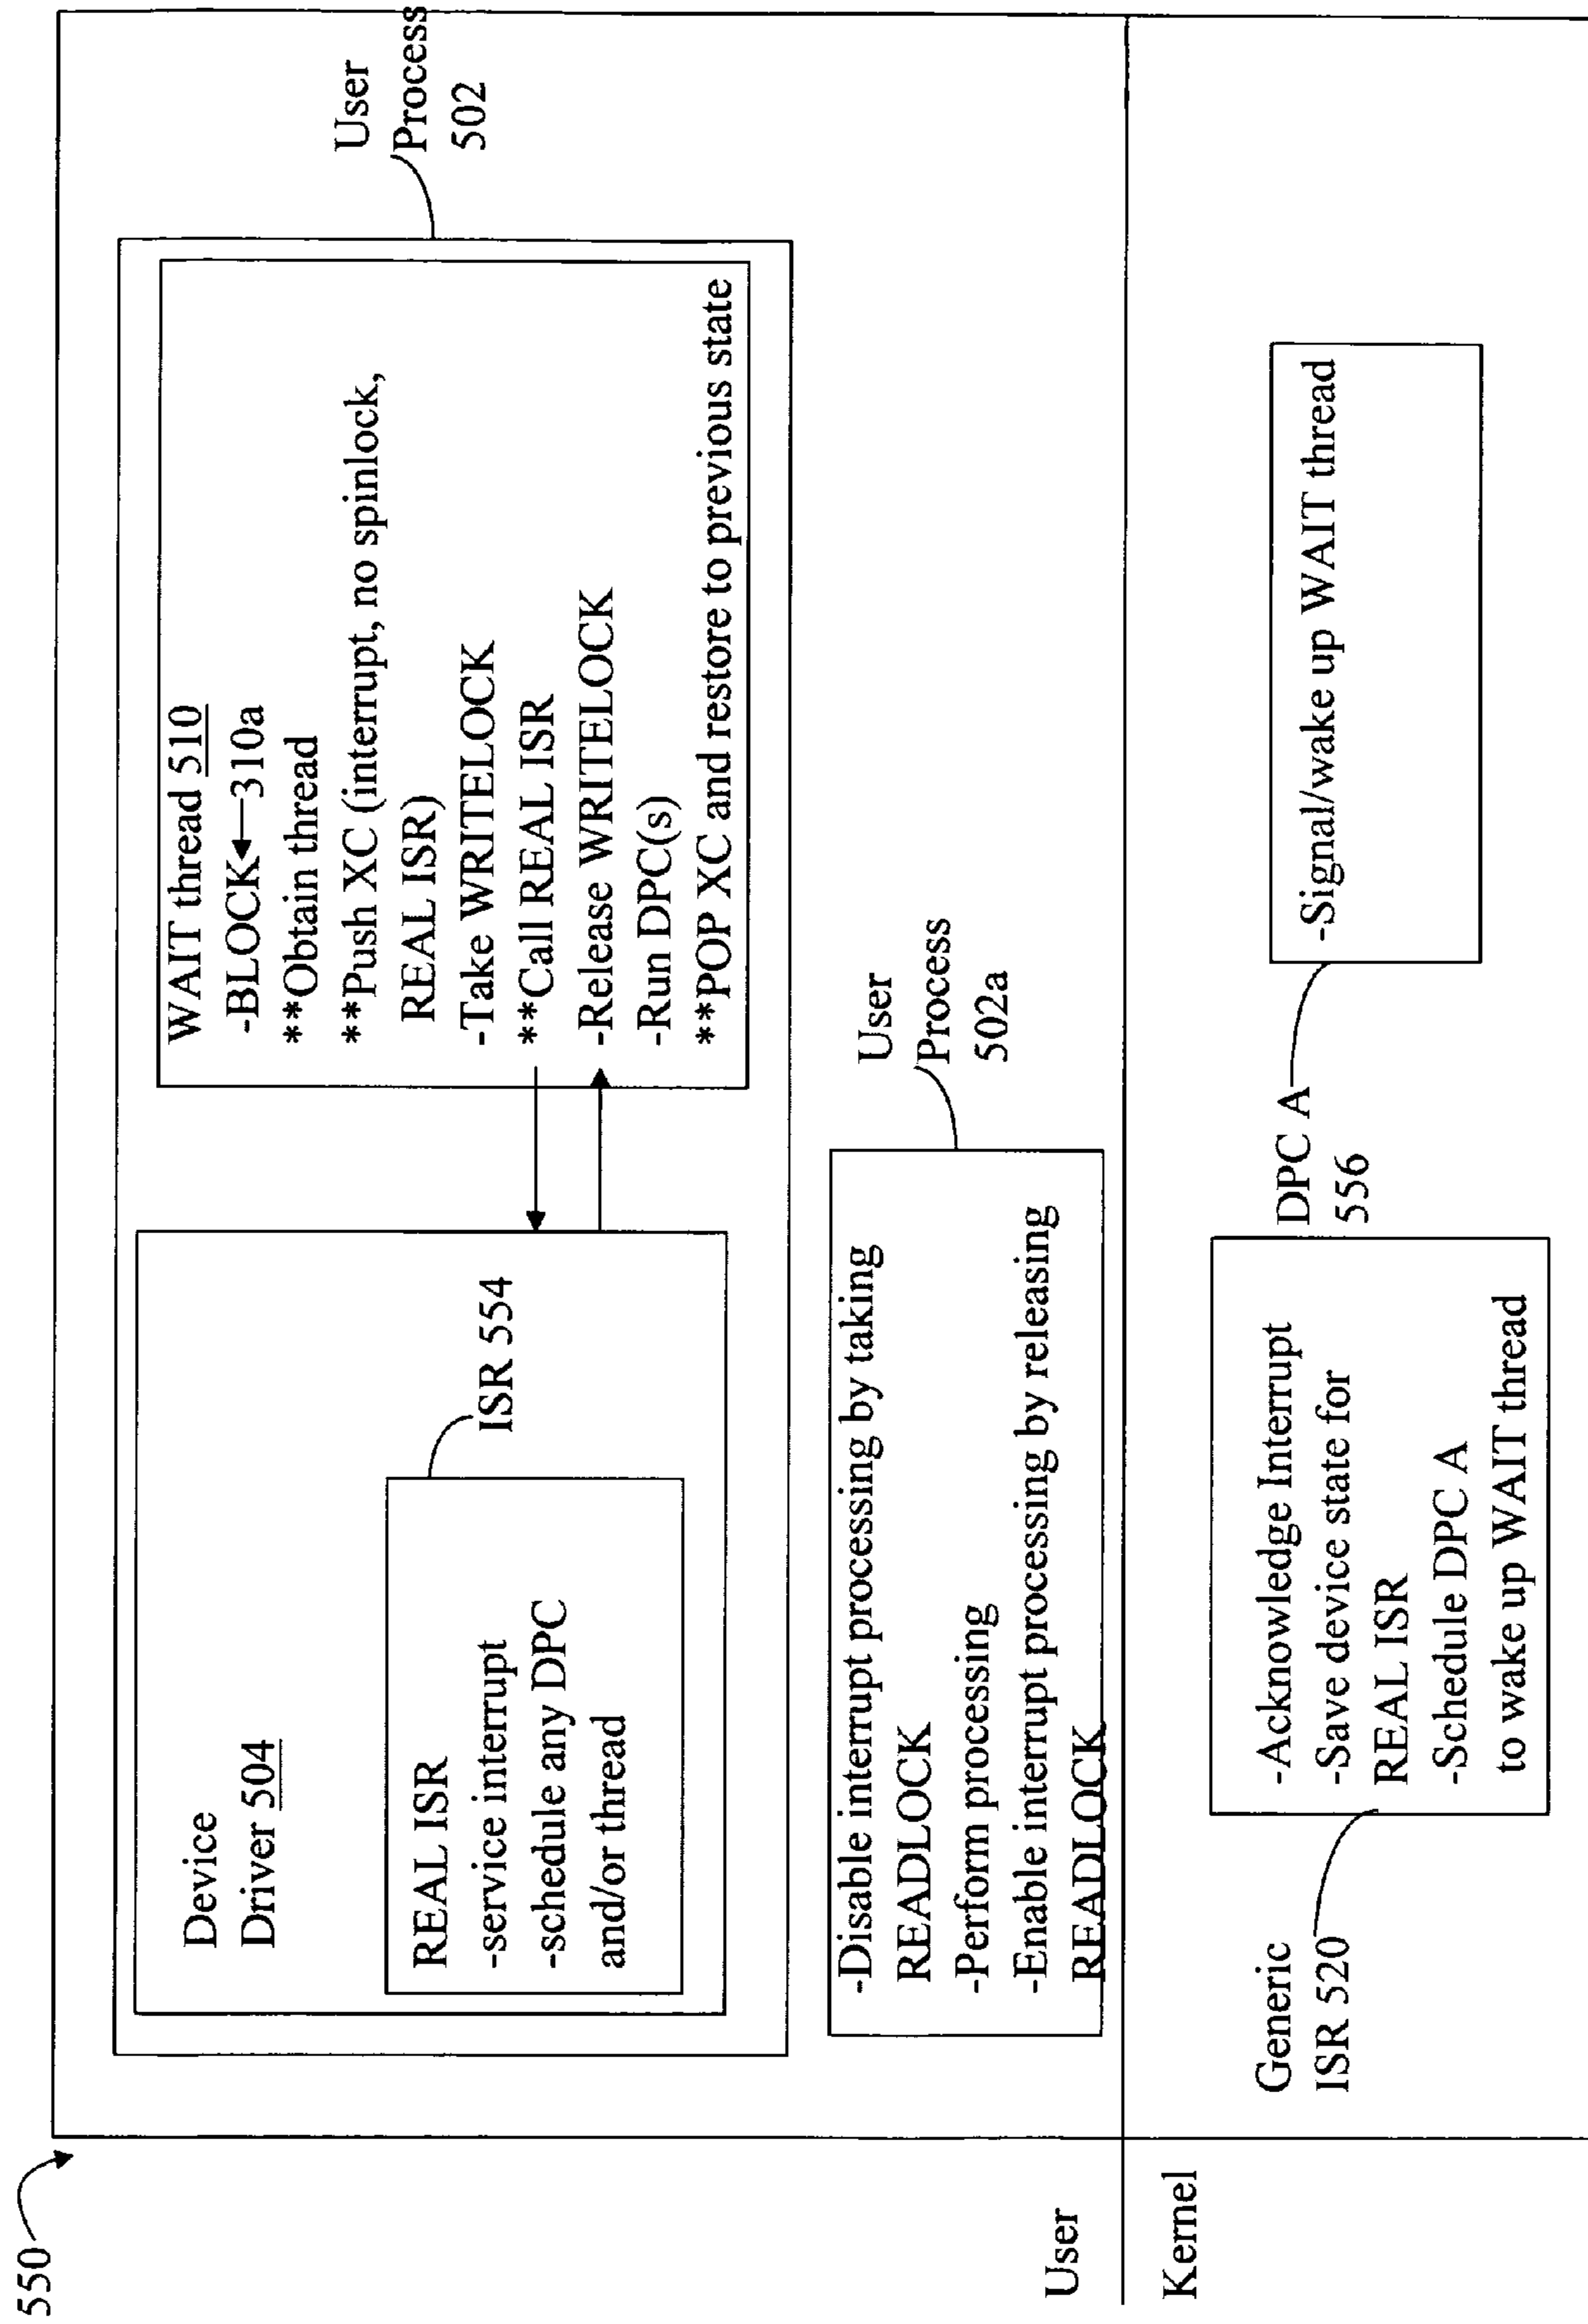 550
User
Process
502
Device
Driver 504
REAL ISR
-service interrupt
-schedule any DPC
and/or thread
ISR 554
WAIT thread 510
-BLOCK 310a
**Obtain thread
**Push XC (interrupt, no spinlock,
REAL ISR)
-Take WRITELOCK
**Call REAL ISR
-Release WRITELOCK
-Run DPC(s)
**POP XC and restore to previous state
-Disable interrupt processing by taking
READLOCK
-Perform processing
-Enable interrupt processing by releasing
READLOCK
User
Process
502a
User
Kernel
Generic
ISR 520
-Acknowledge Interrupt
-Save device state for
REAL ISR
-Schedule DPC A
to wake up WAIT thread
DPC A
556
-Signal/wake up WAIT thread